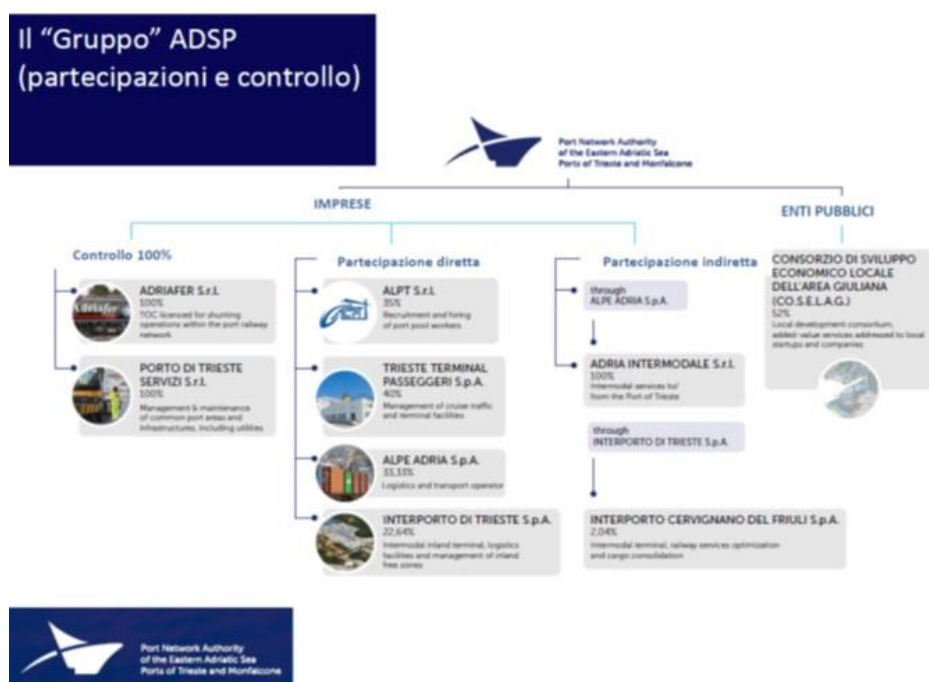 Il “Gruppo” ADSP
(partecipazioni e controllo)
Port Network Authority
of the Eastern Adriatic Sea
Ports of Trieste and Monfalcone
IMPRESE
ENTI PUBBLICI
Controllo 100%
ADRIAFER S.r.l.
100%
TOC licenced for shunting
operations within the port railway
network
PORTO DI TRIESTE
SERVIZI S.r.l.
100%
Management & maintenance
of common port areas and
infrastructures, including utilities
Partecipazione diretta
ALPT S.r.l.
35%
Recruitment and hiring
of port pool workers
TRIESTE TERMINAL
PASSEGGERI S.p.A.
40%
Management of cruise traffic
and terminal facilities
ALPE ADRIA S.p.A.
33,33%
Logistics and transport operator
INTERPORTO DI TRIESTE S.p.A.
22,64%
Intermodal inland terminal, logistics
facilities and management of inland
free zones
Partecipazione indiretta
through
ALPE ADRIA S.p.A.
ADRIA INTERMODALE S.r.l.
100%
Intermodal services to/
from the Port of Trieste
through
INTERPORTO DI TRIESTE S.p.A.
INTERPORTO CERVIGNANO DEL FRIULI S.p.A.
2,04%
Intermodal terminal, railway services optimization
and cargo consolidation
CONSORZIO DI SVILUPPO
ECONOMICO LOCALE
DELL'AREA GIULIANA
(CO.S.E.L.A.G.)
52%
Local development consortium,
added-value services addressed to local
startups and companies
Adriafer
Port Network Authority
of the Eastern Adriatic Sea
Ports of Trieste and Monfalcone